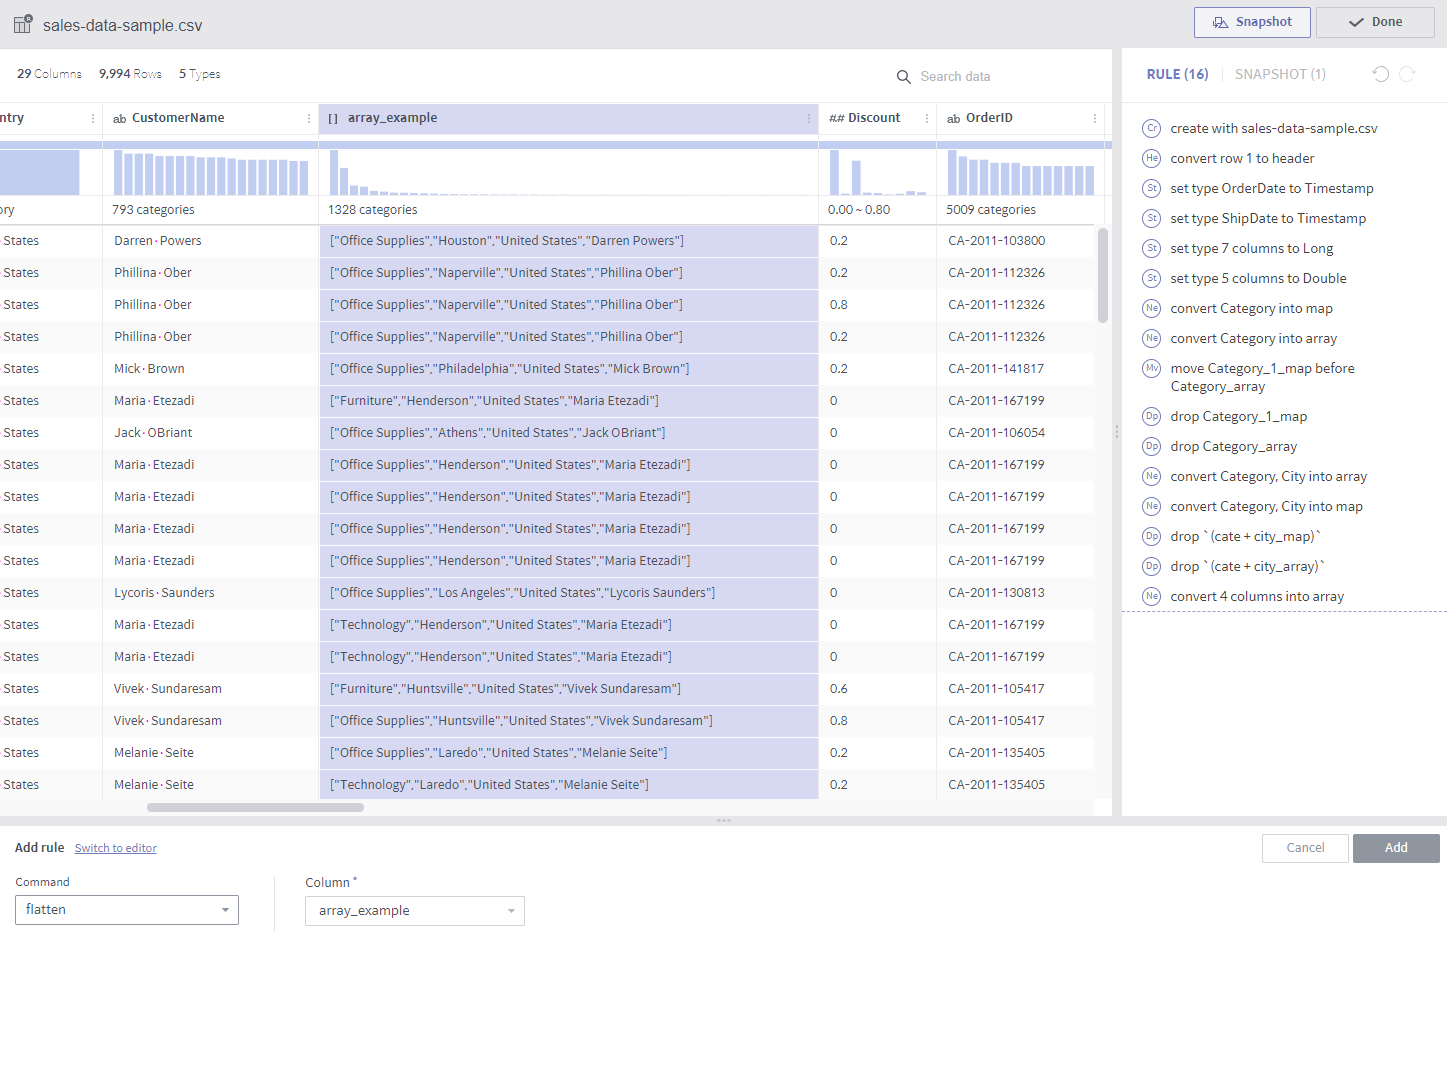 sales-data-sample.csv
Snapshot
Done
29 Columns 9,994 Rows 5 Types
Search data
RULE (16) SNAPSHOT (1)
ntry ab CustomerName [ ] array_example ## Discount ab OrderID
ory 793 categories 1328 categories 0.00 ~ 0.80 5009 categories
States Darren·Powers ["Office Supplies","Houston","United States","Darren Powers"] 0.2 CA-2011-103800
States Phillina·Ober ["Office Supplies","Naperville","United States","Phillina Ober"] 0.2 CA-2011-112326
States Phillina·Ober ["Office Supplies","Naperville","United States","Phillina Ober"] 0.8 CA-2011-112326
States Phillina·Ober ["Office Supplies","Naperville","United States","Phillina Ober"] 0.2 CA-2011-112326
States Mick·Brown ["Office Supplies","Philadelphia","United States","Mick Brown"] 0.2 CA-2011-141817
States Maria·Etezadi ["Furniture","Henderson","United States","Maria Etezadi"] 0 CA-2011-167199
States Jack·OBriant ["Office Supplies","Athens","United States","Jack OBriant"] 0 CA-2011-106054
States Maria·Etezadi ["Office Supplies","Henderson","United States","Maria Etezadi"] 0 CA-2011-167199
States Maria·Etezadi ["Office Supplies","Henderson","United States","Maria Etezadi"] 0 CA-2011-167199
States Maria·Etezadi ["Office Supplies","Henderson","United States","Maria Etezadi"] 0 CA-2011-167199
States Maria·Etezadi ["Office Supplies","Henderson","United States","Maria Etezadi"] 0 CA-2011-167199
States Lycoris·Saunders ["Office Supplies","Los Angeles","United States","Lycoris Saunders"] 0 CA-2011-130813
States Maria·Etezadi ["Technology","Henderson","United States","Maria Etezadi"] 0 CA-2011-167199
States Maria·Etezadi ["Technology","Henderson","United States","Maria Etezadi"] 0 CA-2011-167199
States Vivek·Sundaresam ["Furniture","Huntsville","United States","Vivek Sundaresam"] 0.6 CA-2011-105417
States Vivek·Sundaresam ["Office Supplies","Huntsville","United States","Vivek Sundaresam"] 0.8 CA-2011-105417
States Melanie·Seite ["Office Supplies","Laredo","United States","Melanie Seite"] 0.2 CA-2011-135405
States Melanie·Seite ["Technology","Laredo","United States","Melanie Seite"] 0.2 CA-2011-135405
Cr create with sales-data-sample.csv
He convert row 1 to header
St set type OrderDate to Timestamp
St set type ShipDate to Timestamp
St set type 7 columns to Long
St set type 5 columns to Double
Ne convert Category into map
Ne convert Category into array
Mv move Category_1_map before
Category_array
Dp drop Category_1_map
Dp drop Category_array
Ne convert Category, City into array
Ne convert Category, City into map
Dp drop `(cate + city_map)`
Dp drop `(cate + city_array)`
Ne convert 4 columns into array
Add rule Switch to editor
Cancel Add
Command Column *
flatten array_example